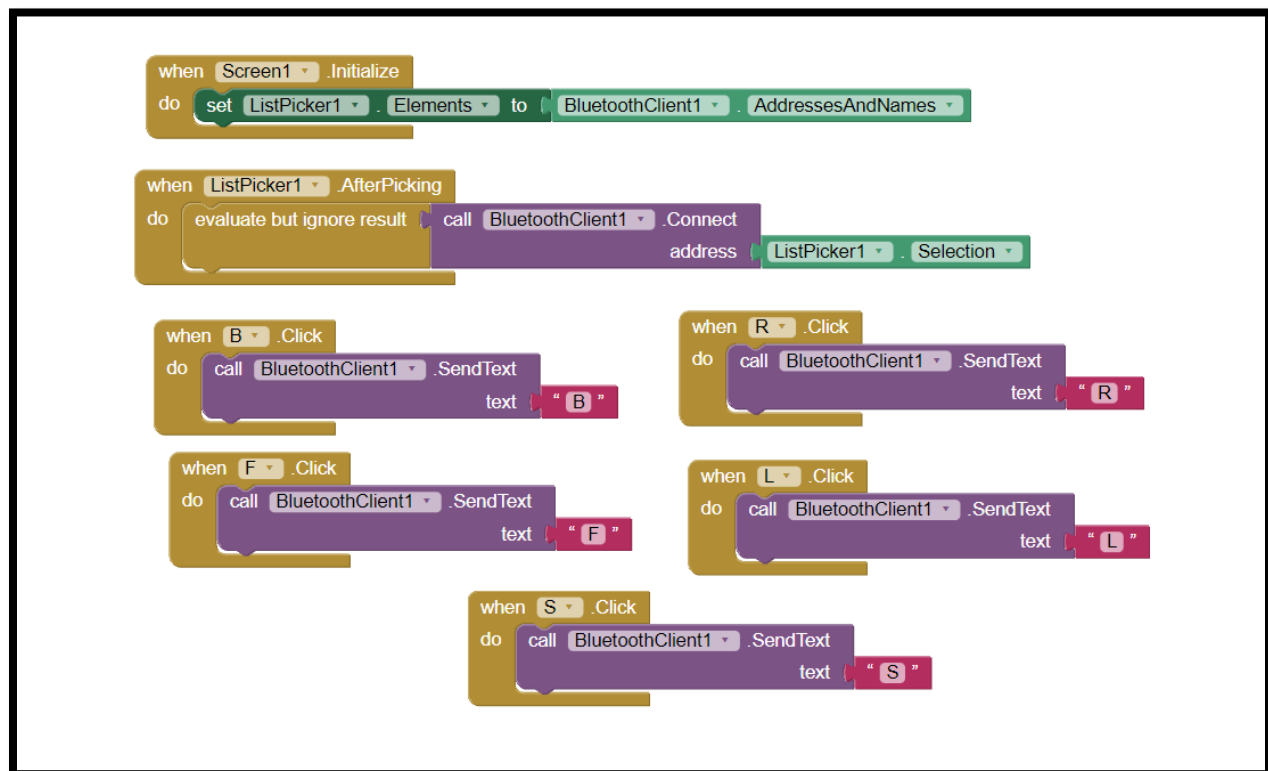 when Screen1 .Initialize
do set ListPicker1 . Elements to BluetoothClient1 . AddressesAndNames
when ListPicker1 .AfterPicking
do evaluate but ignore result call BluetoothClient1 .Connect
address ListPicker1 . Selection
when B .Click
do call BluetoothClient1 .SendText
text “ B ”
when R .Click
do call BluetoothClient1 .SendText
text “ R ”
when F .Click
do call BluetoothClient1 .SendText
text “ F ”
when L .Click
do call BluetoothClient1 .SendText
text “ L ”
when S .Click
do call BluetoothClient1 .SendText
text “ S ”